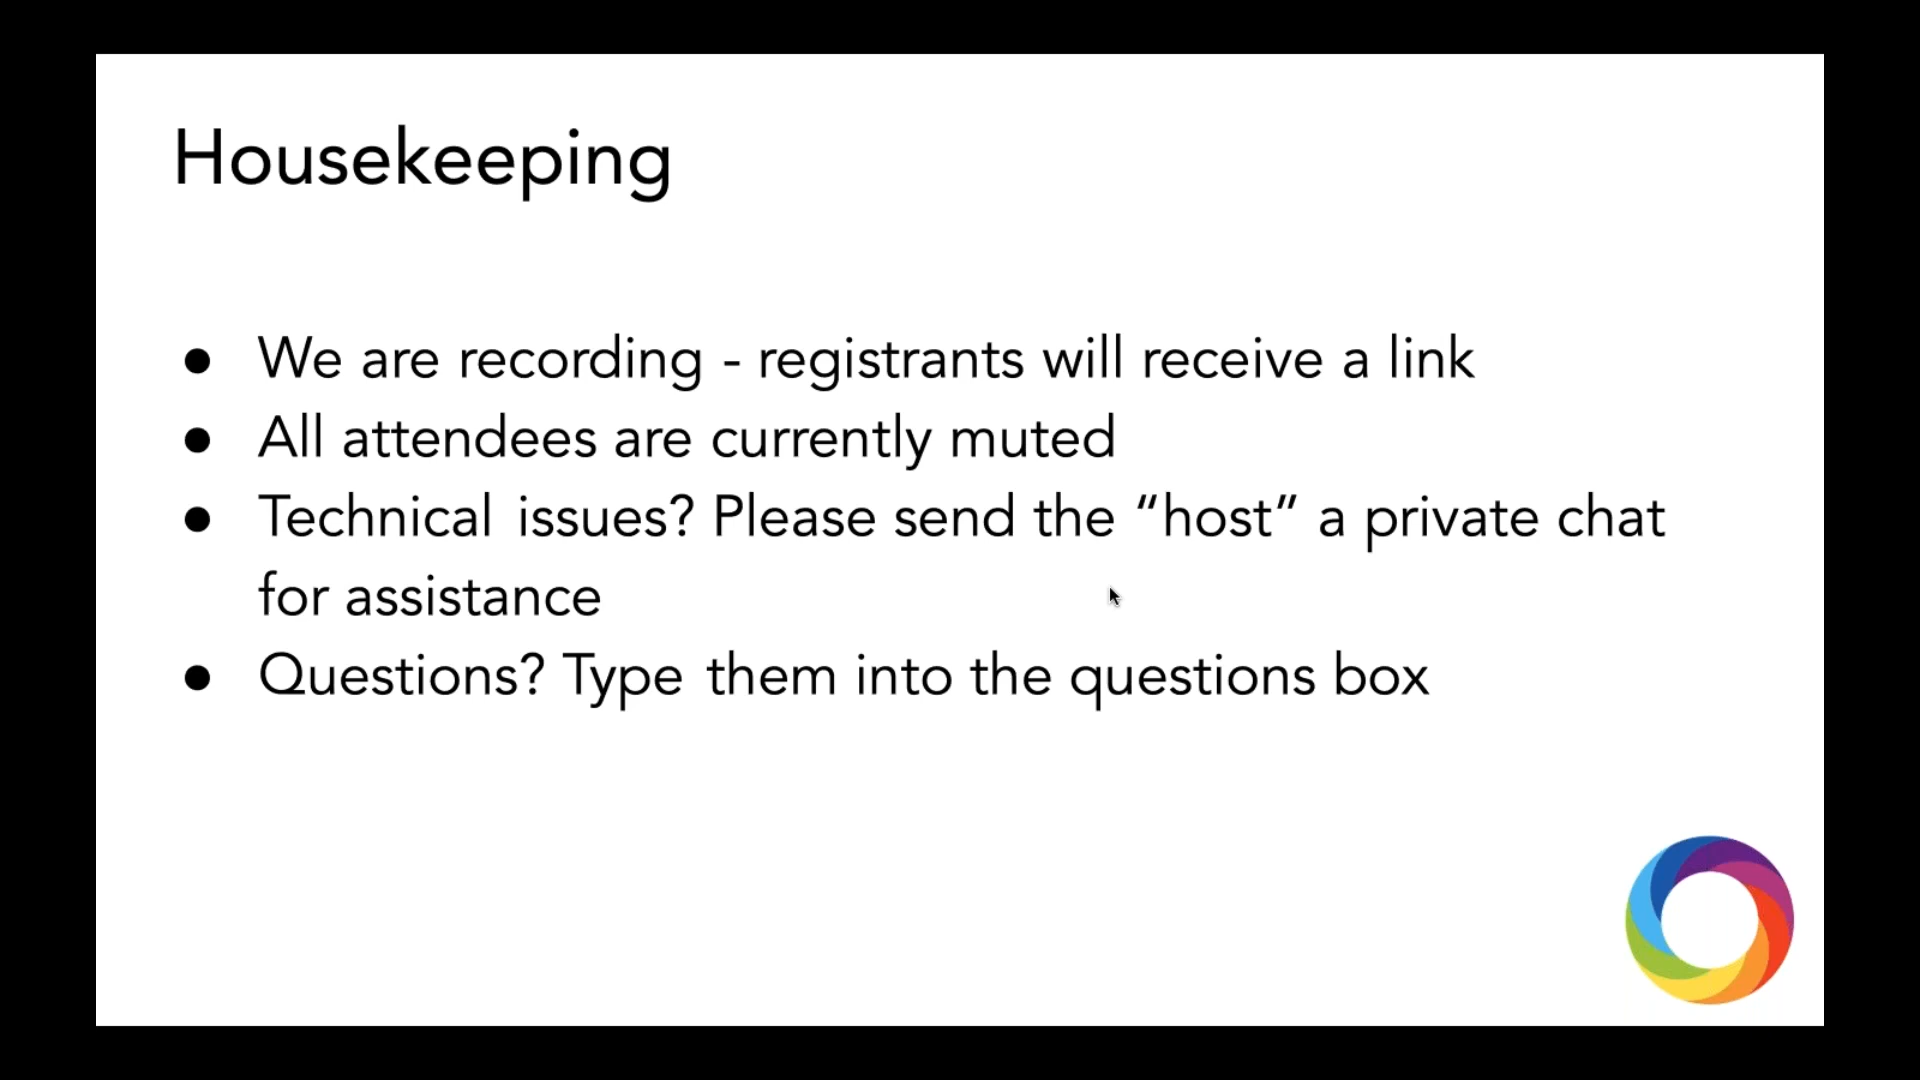 Housekeeping
● We are recording - registrants will receive a link
● All attendees are currently muted
● Technical issues? Please send the “host” a private chat
for assistance
● Questions? Type them into the questions box